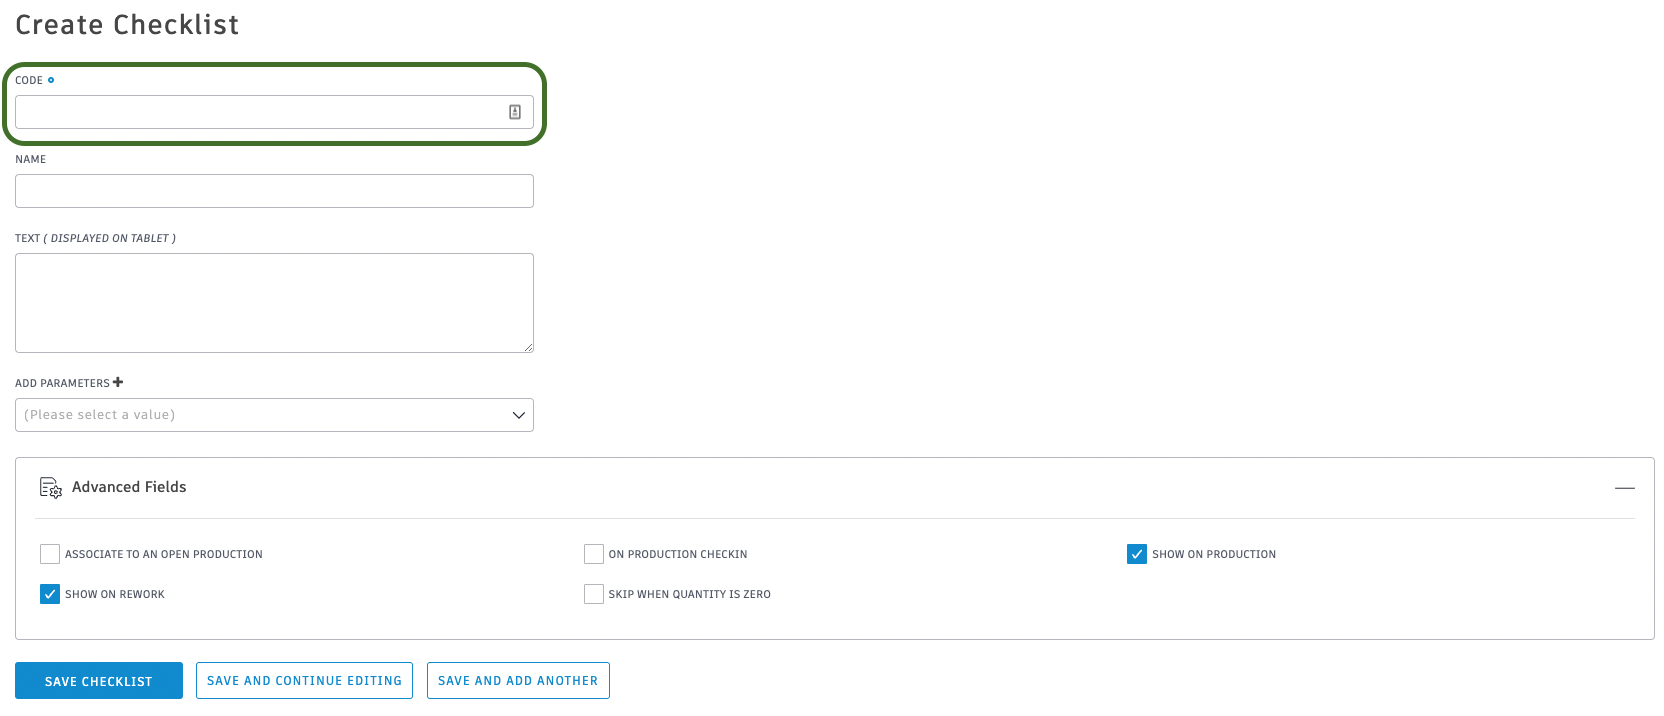 Create Checklist
CODE
NAME
TEXT ( DISPLAYED ON TABLET )
ADD PARAMETERS
(Please select a value)
Advanced Fields
ASSOCIATE TO AN OPEN PRODUCTION
ON PRODUCTION CHECKIN
SHOW ON PRODUCTION
SHOW ON REWORK
SKIP WHEN QUANTITY IS ZERO
SAVE CHECKLIST
SAVE AND CONTINUE EDITING
SAVE AND ADD ANOTHER